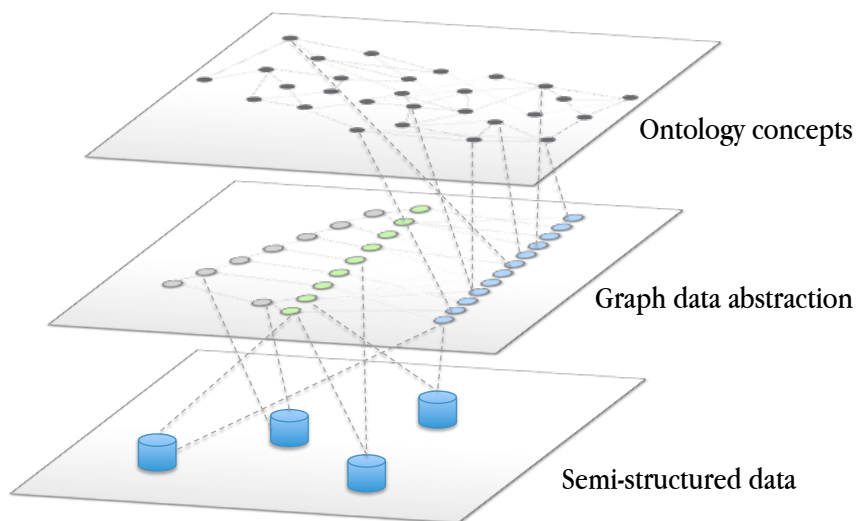 Ontology concepts
Graph data abstraction
Semi-structured data